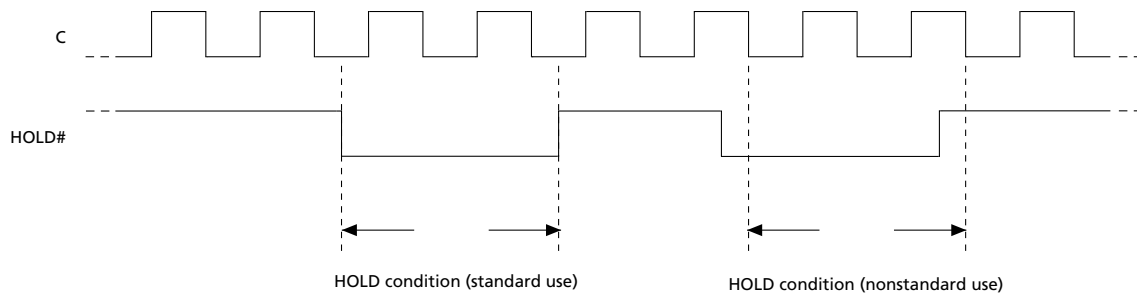 C
HOLD#
HOLD condition (standard use)
HOLD condition (nonstandard use)